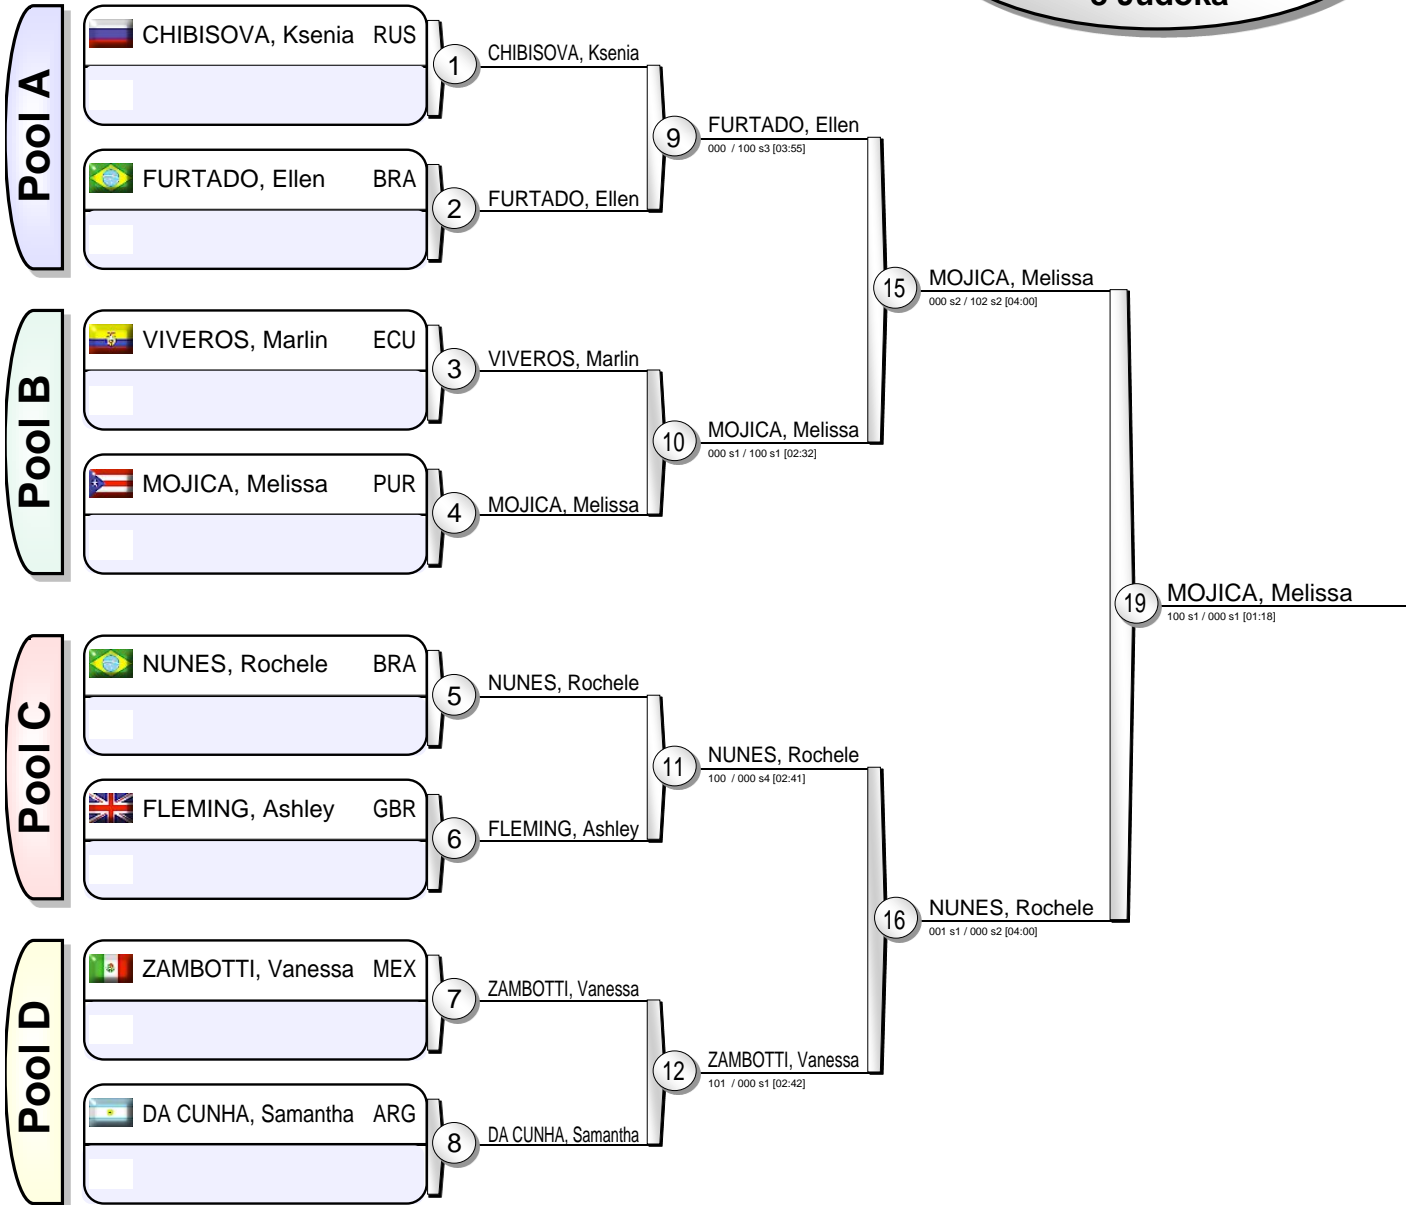 Judoka
Pool A
CHIBISOVA, Ksenia RUS
1
CHIBISOVA, Ksenia
FURTADO, Ellen BRA
2
FURTADO, Ellen
9
FURTADO, Ellen
000 / 100 s3 [03:55]
Pool B
VIVEROS, Marlin ECU
3
VIVEROS, Marlin
MOJICA, Melissa PUR
4
MOJICA, Melissa
10
MOJICA, Melissa
000 s1 / 100 s1 [02:32]
15
MOJICA, Melissa
000 s2 / 102 s2 [04:00]
Pool C
NUNES, Rochele BRA
5
NUNES, Rochele
FLEMING, Ashley GBR
6
FLEMING, Ashley
11
NUNES, Rochele
100 / 000 s4 [02:41]
Pool D
ZAMBOTTI, Vanessa MEX
7
ZAMBOTTI, Vanessa
DA CUNHA, Samantha ARG
8
DA CUNHA, Samantha
12
ZAMBOTTI, Vanessa
101 / 000 s1 [02:42]
16
NUNES, Rochele
001 s1 / 000 s2 [04:00]
19
MOJICA, Melissa
100 s1 / 000 s1 [01:18]